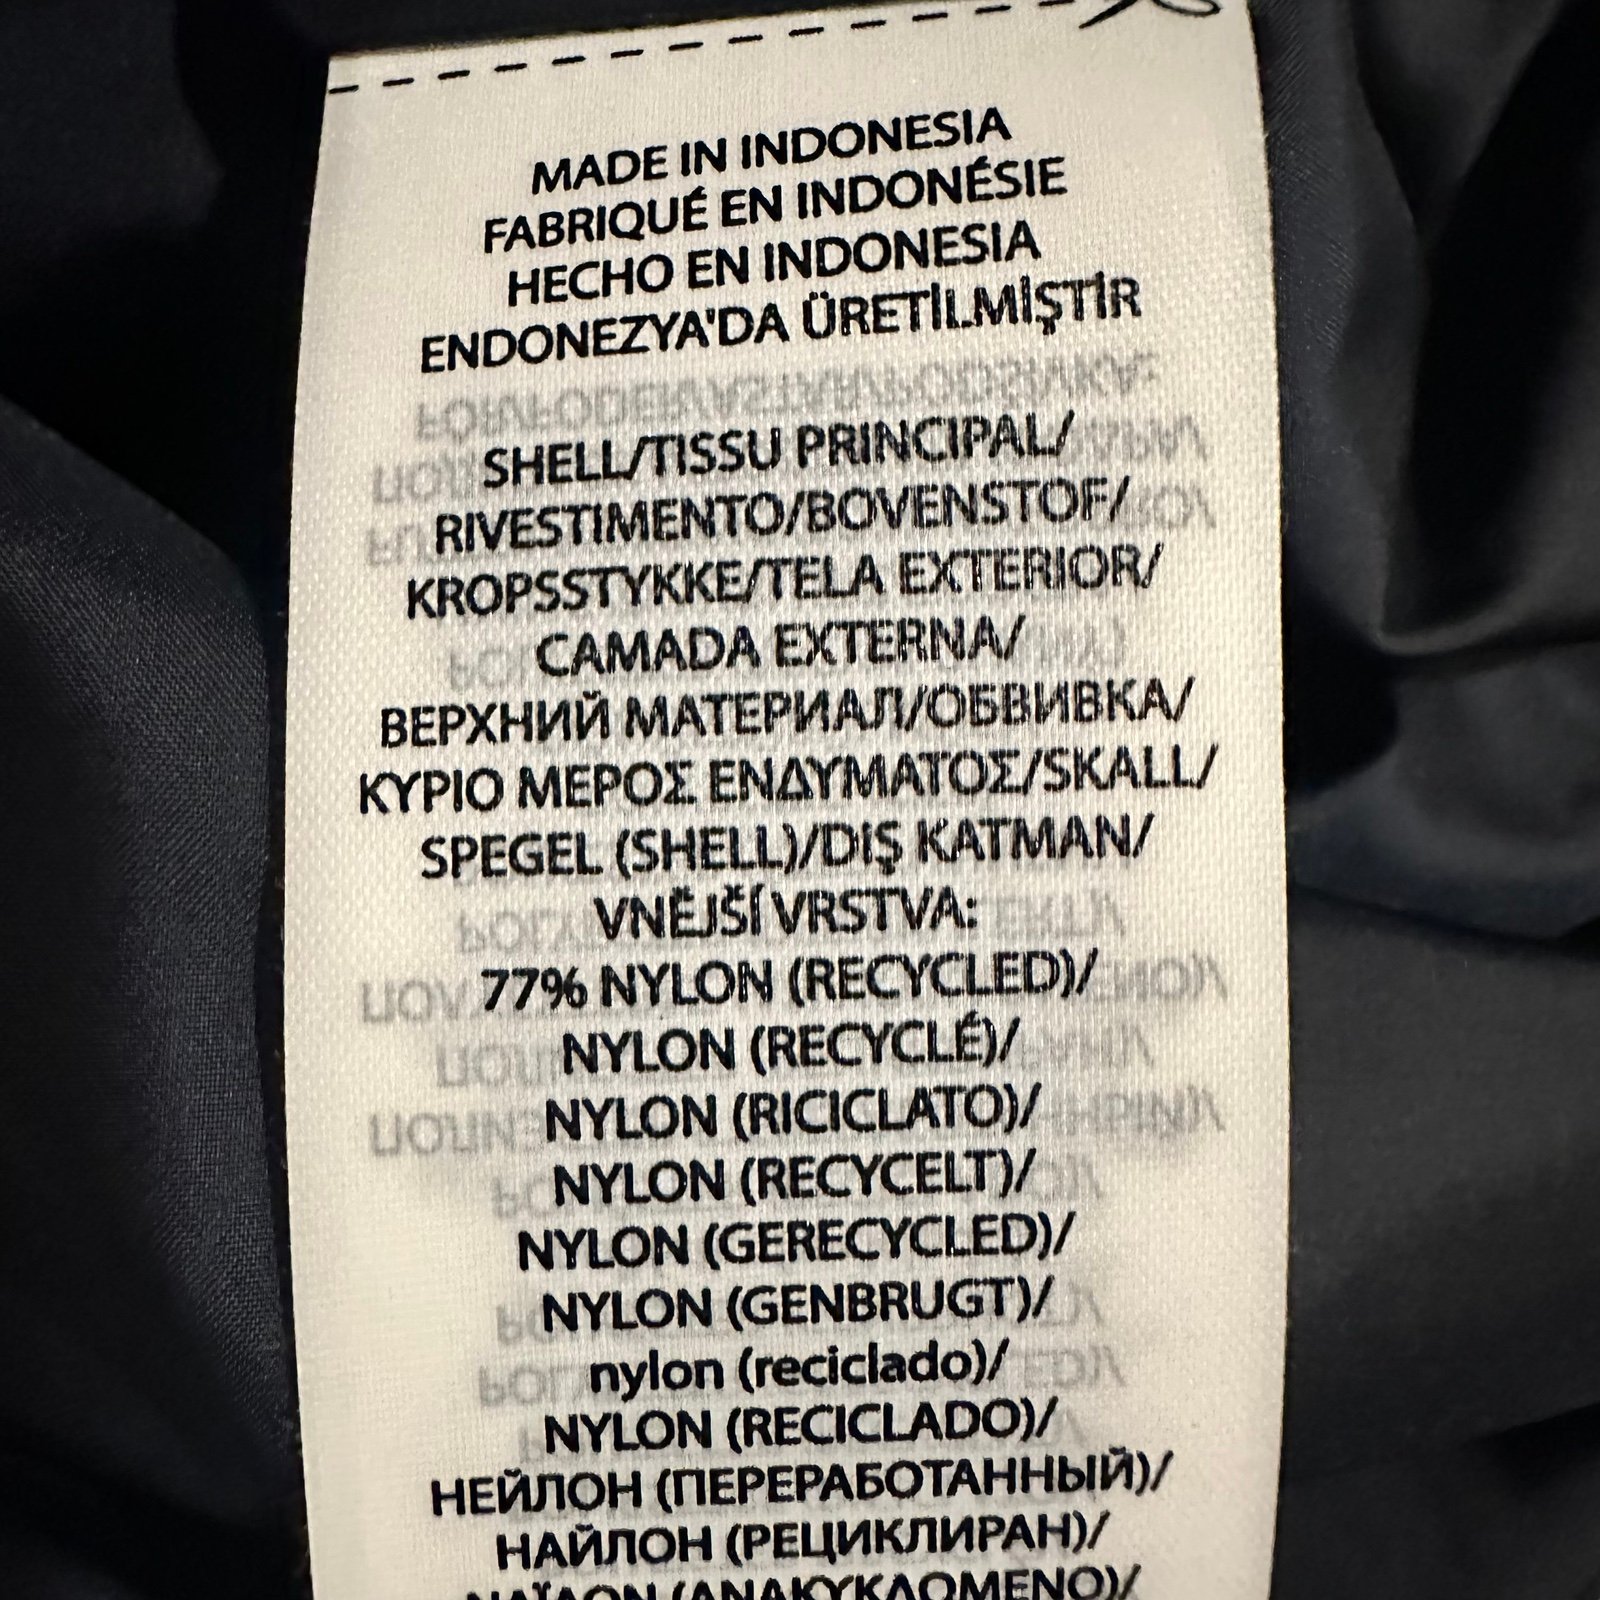 MADE IN INDONESIA
FABRIQUÉ EN INDONÉSIE
HECHO EN INDONESIA
ENDONEZYA'DA ÜRETİLMİŞTİR
SHELL/TISSU PRINCIPAL/
RIVESTIMENTO/BOVENSTOF/
KROPSSTYKKE/TELA EXTERIOR/
CAMADA EXTERNA/
ВЕРХНИЙ МАТЕРИАЛ/ОБВИВКА/
ΚΥΡΙΟ ΜΕΡΟΣ ΕΝΔΥΜΑΤΟΣ/SKALL/
SPEGEL (SHELL)/DIŞ KATMAN/
VNĚJŠÍ VRSTVA:
77% NYLON (RECYCLED)/
NYLON (RECYCLÉ)/
NYLON (RICICLATO)/
NYLON (RECYCELT)/
NYLON (GERECYCLED)/
NYLON (GENBRUGT)/
nylon (reciclado)/
NYLON (RECICLADO)/
НЕЙЛОН (ПЕРЕРАБОТАННЫЙ)/
НАЙЛОН (РЕЦИКЛИРАН)/
ΝΑΪΛΟΝ (ΑΝΑΚΥΚΛΩΜΕΝΟ)/